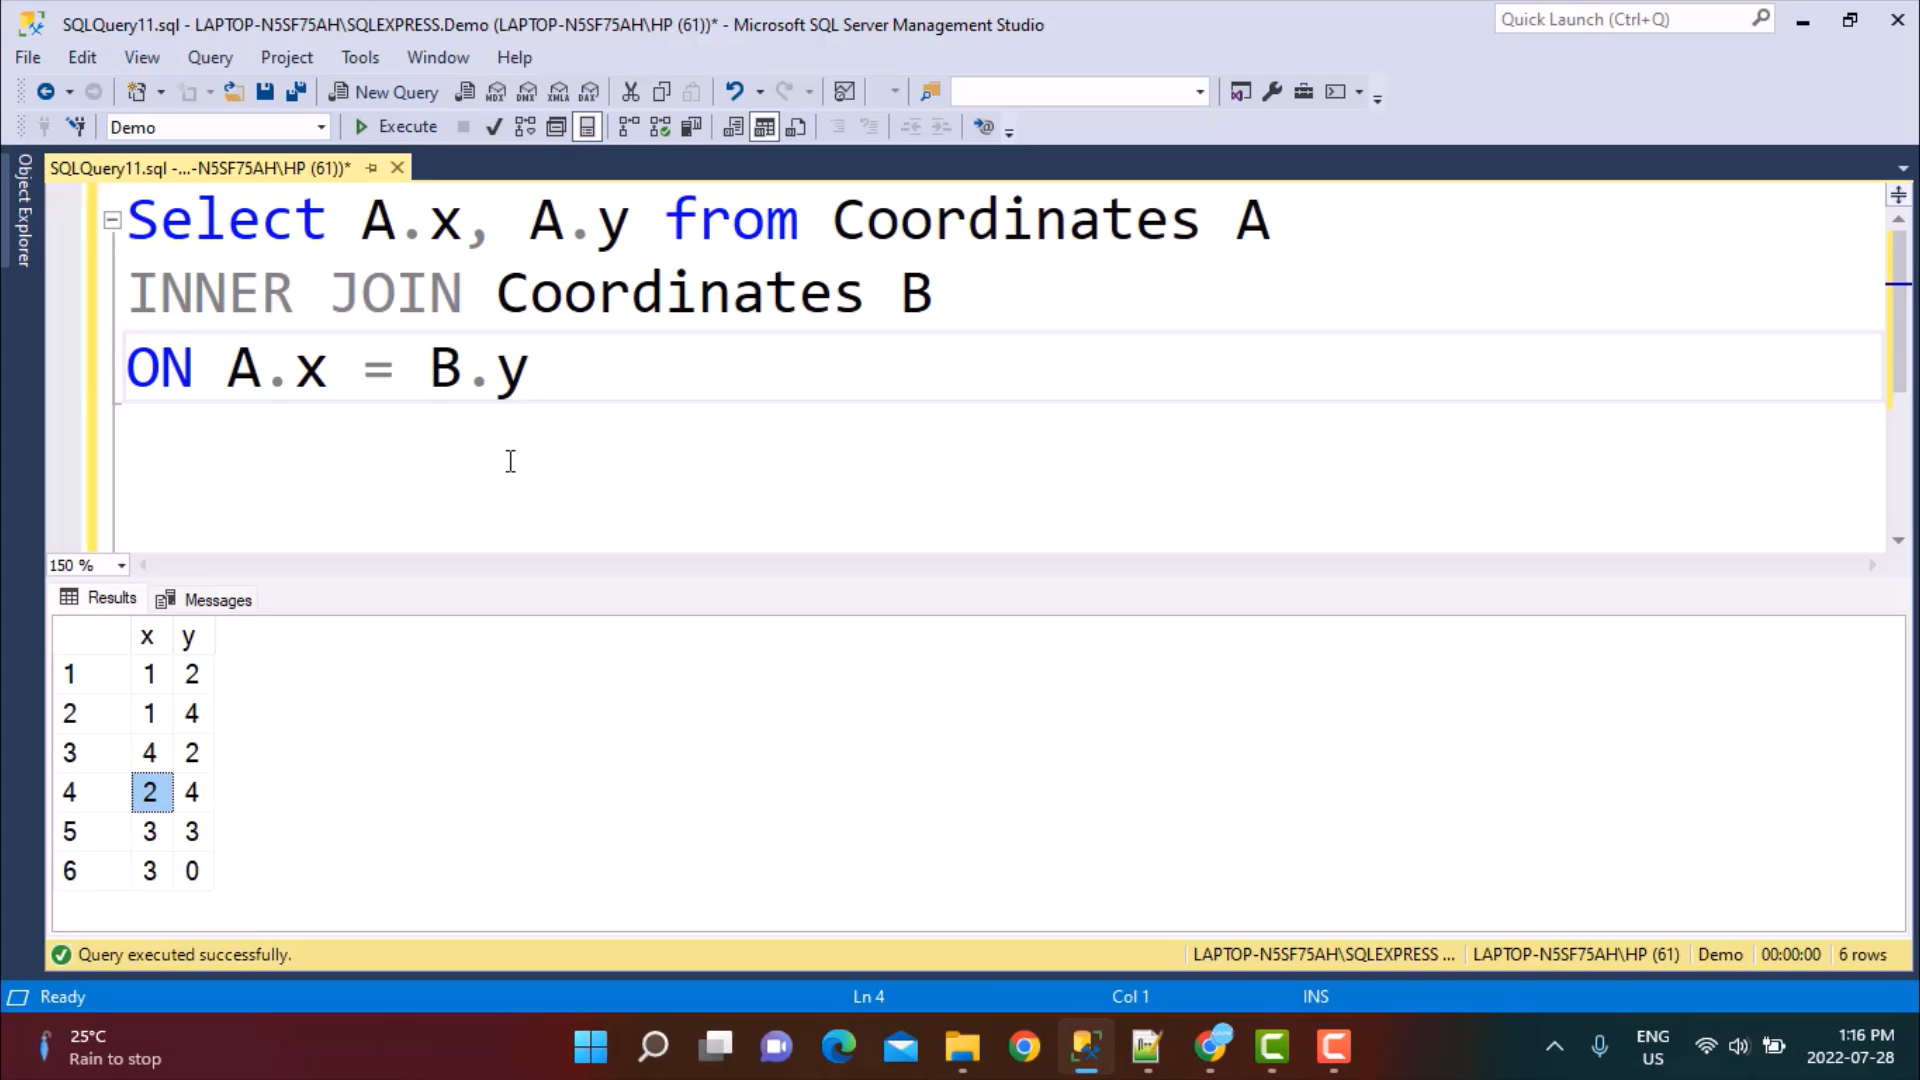 SQLQuery11.sql - LAPTOP-N5SF75AH\SQLEXPRESS.Demo (LAPTOP-N5SF75AH\HP (61))* - Microsoft SQL Server Management Studio
Quick Launch (Ctrl+Q)
File Edit View Query Project Tools Window Help
New Query MDX DMX XMLA DAX
Demo Execute
Object Explorer
SQLQuery11.sql -...-N5SF75AH\HP (61))*
Select A.x, A.y from Coordinates A
INNER JOIN Coordinates B
ON A.x = B.y
150 %
Results Messages
x y
1 1 2
2 1 4
3 4 2
4 2 4
5 3 3
6 3 0
Query executed successfully. LAPTOP-N5SF75AH\SQLEXPRESS ... LAPTOP-N5SF75AH\HP (61) Demo 00:00:00 6 rows
Ready Ln 4 Col 1 INS
25°C
Rain to stop
ENG
US
1:16 PM
2022-07-28